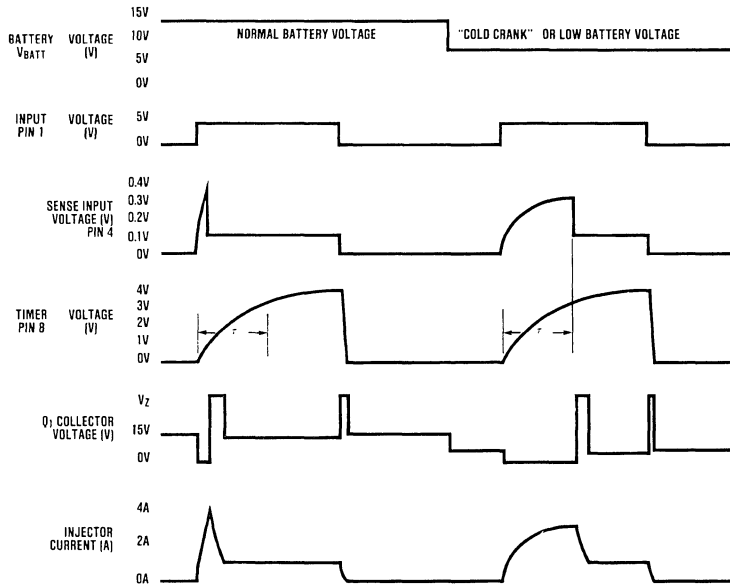 15V
BATTERY VOLTAGE
VBATT (V)
10V
5V
0V
NORMAL BATTERY VOLTAGE
"COLD CRANK" OR LOW BATTERY VOLTAGE
INPUT VOLTAGE
PIN 1 (V)
5V
0V
SENSE INPUT
VOLTAGE (V)
PIN 4
0.4V
0.3V
0.2V
0.1V
0V
TIMER VOLTAGE
PIN 8 (V)
4V
3V
2V
1V
0V
τ
τ
Q1 COLLECTOR
VOLTAGE (V)
VZ
15V
0V
INJECTOR
CURRENT (A)
4A
2A
0A